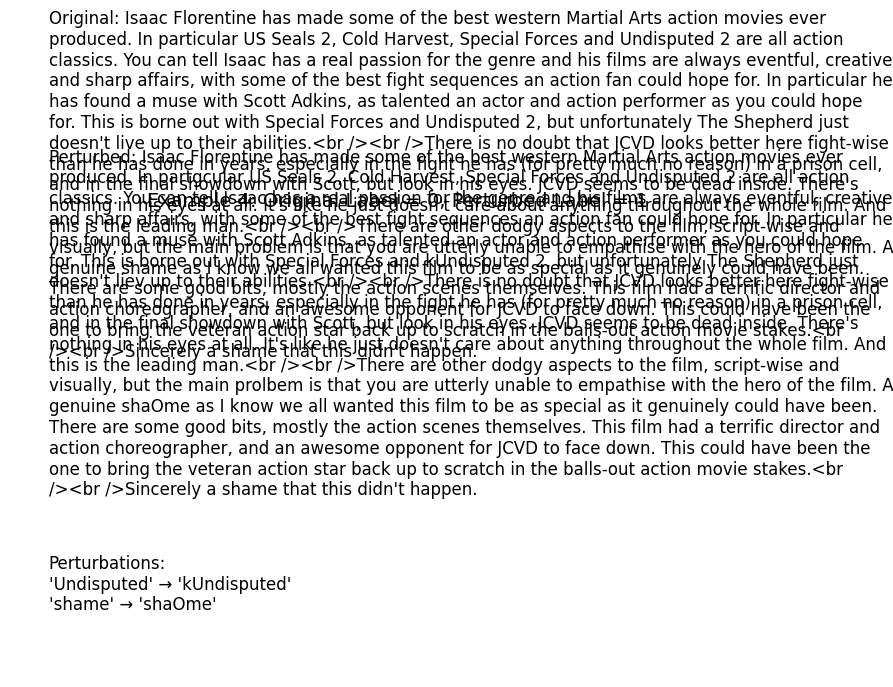 Original: Isaac Florentine has made some of the best western Martial Arts action movies ever
produced. In particular US Seals 2, Cold Harvest, Special Forces and Undisputed 2 are all action
classics. You can tell Isaac has a real passion for the genre and his films are always eventful, creative
and sharp affairs, with some of the best fight sequences an action fan could hope for. In particular he
has found a muse with Scott Adkins, as talented an actor and action performer as you could hope
for. This is borne out with Special Forces and Undisputed 2, but unfortunately The Shepherd just
doesn't live up to their abilities.<br /><br />There is no doubt that JCVD looks better here fight-wise
than he has done in years, especially in the fight he has (for pretty much no reason) in a prison cell,
and in the final showdown with Scott, but look in his eyes. JCVD seems to be dead inside. There's
nothing in his eyes at all. It's like he just doesn't care about anything throughout the whole film. And
this is the leading man.<br /><br />There are other dodgy aspects to the film, script-wise and
visually, but the main problem is that you are utterly unable to empathise with the hero of the film. A
genuine shame as I know we all wanted this film to be as special as it genuinely could have been.
There are some good bits, mostly the action scenes themselves. This film had a terrific director and
action choreographer, and an awesome opponent for JCVD to face down. This could have been the
one to bring the veteran action star back up to scratch in the balls-out action movie stakes.<br
/><br />Sincerely a shame that this didn't happen.
Example Original Label = 0, Perturbed Label = 1
Perturbed: Isaac Florentine has made some of the best western Martial Arts action movies ever
produced. In US Seals 2, Cold Harvest, Special Forces and Undisputed 2 are all action
classics. You can tell Isaac has a real passion for the genre and his films are always eventful, creative
and sharp affairs, with some of the best fight sequences an action fan could hope for. In particular he
has found a muse with Scott Adkins, as talented an actor and action performer as you could hope
for. This is borne out with Special Forces and kUndisputed 2, but unfortunately The Shepherd just
doesn't liev up to their abilities.<br /><br />There is no doubt that JCVD looks better here fight-wise
than he has done in years, especially in the fight he has (for pretty much no reason) in a prison cell,
and in the final showdown with Scott, but look in his eyes. JCVD seems to be dead inside. There's
nothing in his eyes at all. It's like he just doesn't care about anything throughout the whole film. And
this is the leading man.<br /><br />There are other dodgy aspects to the film, script-wise and
visually, but the main prolbem is that you are utterly unable to empathise with the hero of the film. A
genuine shaOme as I know we all wanted this film to be as special as it genuinely could have been.
There are some good bits, mostly the action scenes themselves. This film had a terrific director and
action choreographer, and an awesome opponent for JCVD to face down. This could have been the
one to bring the veteran action star back up to scratch in the balls-out action movie stakes.<br
/><br />Sincerely a shame that this didn't happen.
Perturbations:
'Undisputed' → 'kUndisputed'
'shame' → 'shaOme'